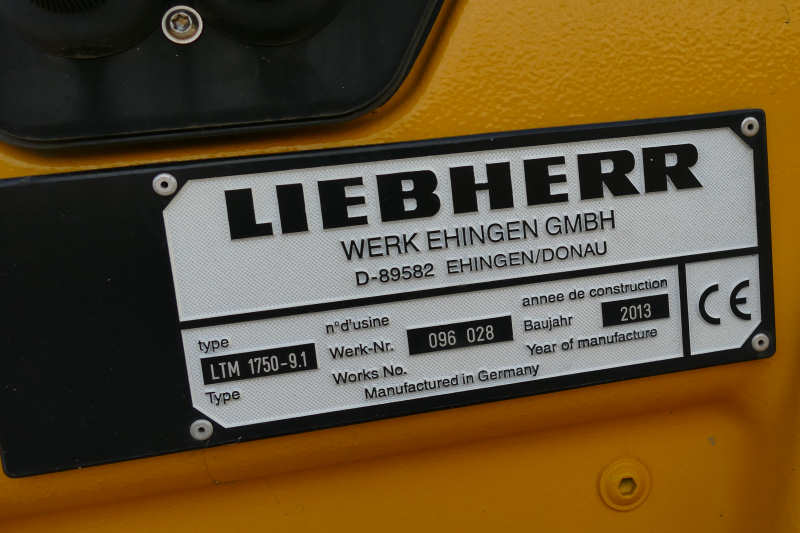 LIEBHERR
WERK EHINGEN GMBH
D-89582 EHINGEN/DONAU
type
LTM 1750-9.1
Type
n°d'usine
Werk-Nr. 096 028
Works No.
annee de construction
Baujahr 2013
Year of manufacture
Manufactured in Germany
CE